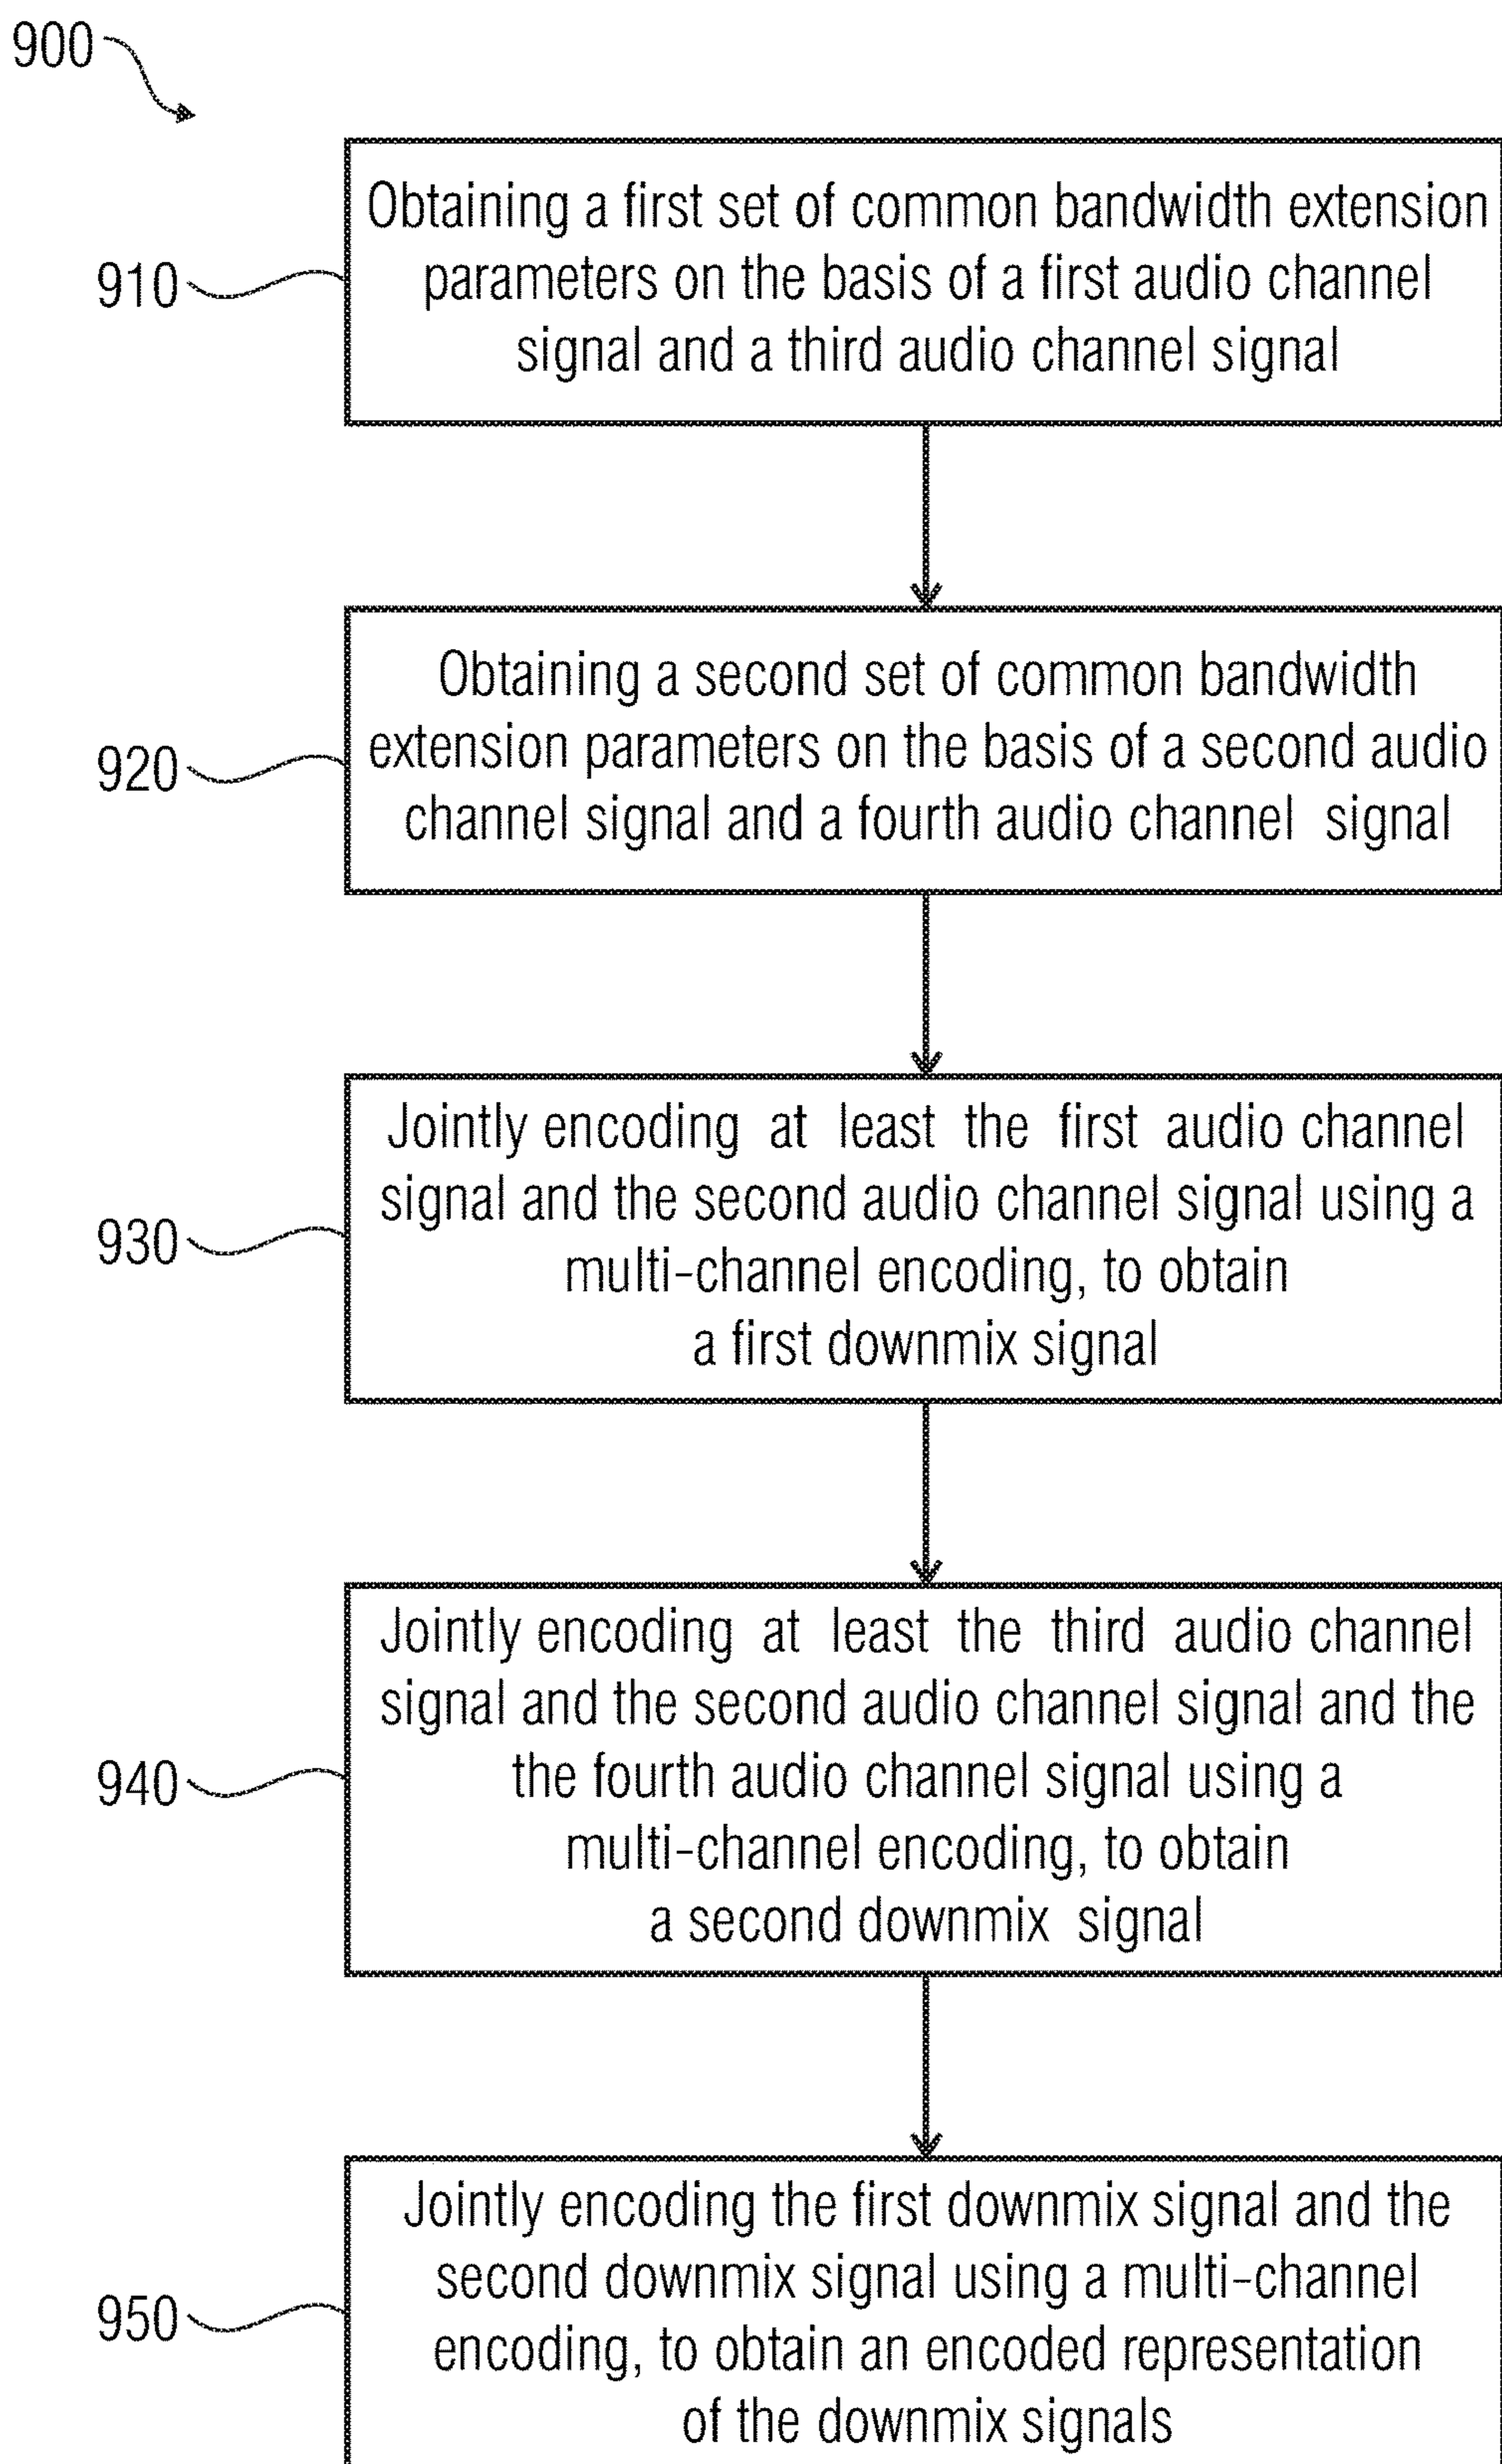 900
910
Obtaining a first set of common bandwidth extension
parameters on the basis of a first audio channel
signal and a third audio channel signal
920
Obtaining a second set of common bandwidth
extension parameters on the basis of a second audio
channel signal and a fourth audio channel signal
930
Jointly encoding at least the first audio channel
signal and the second audio channel signal using a
multi-channel encoding, to obtain
a first downmix signal
940
Jointly encoding at least the third audio channel
signal and the second audio channel signal and the
the fourth audio channel signal using a
multi-channel encoding, to obtain
a second downmix signal
950
Jointly encoding the first downmix signal and the
second downmix signal using a multi-channel
encoding, to obtain an encoded representation
of the downmix signals